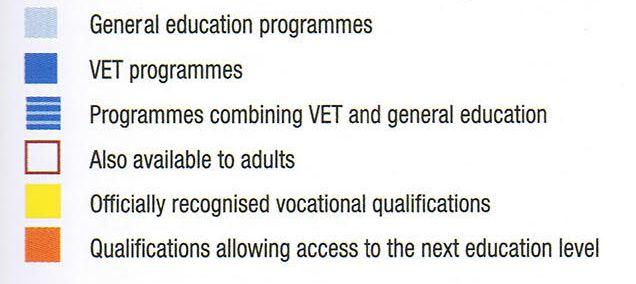 General education programmes
VET programmes
Programmes combining VET and general education
Also available to adults
Officially recognised vocational qualifications
Qualifications allowing access to the next education level